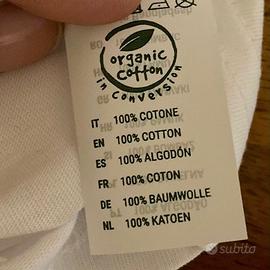 organic
cotton
in conversion
IT 100% COTONE
EN 100% COTTON
ES 100% ALGODÓN
FR 100% COTON
DE 100% BAUMWOLLE
NL 100% KATOEN
subito